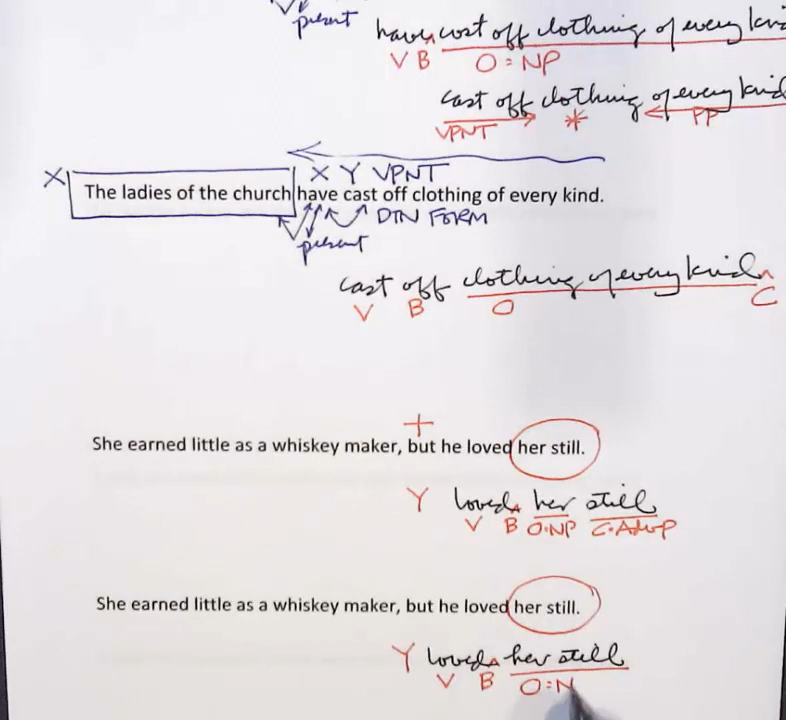 present have cast off clothing of every
V B O = NP
cast off clothing of every kind
VPNT * PP
X X Y VPNT
The ladies of the church have cast off clothing of every kind.
DTN FORM
present
cast off clothing of every kind
V B O C
+
She earned little as a whiskey maker, but he loved her still.
Y loved her still
V B O:NP C:AdvP
She earned little as a whiskey maker, but he loved her still.
Y loved her still
V B O:N